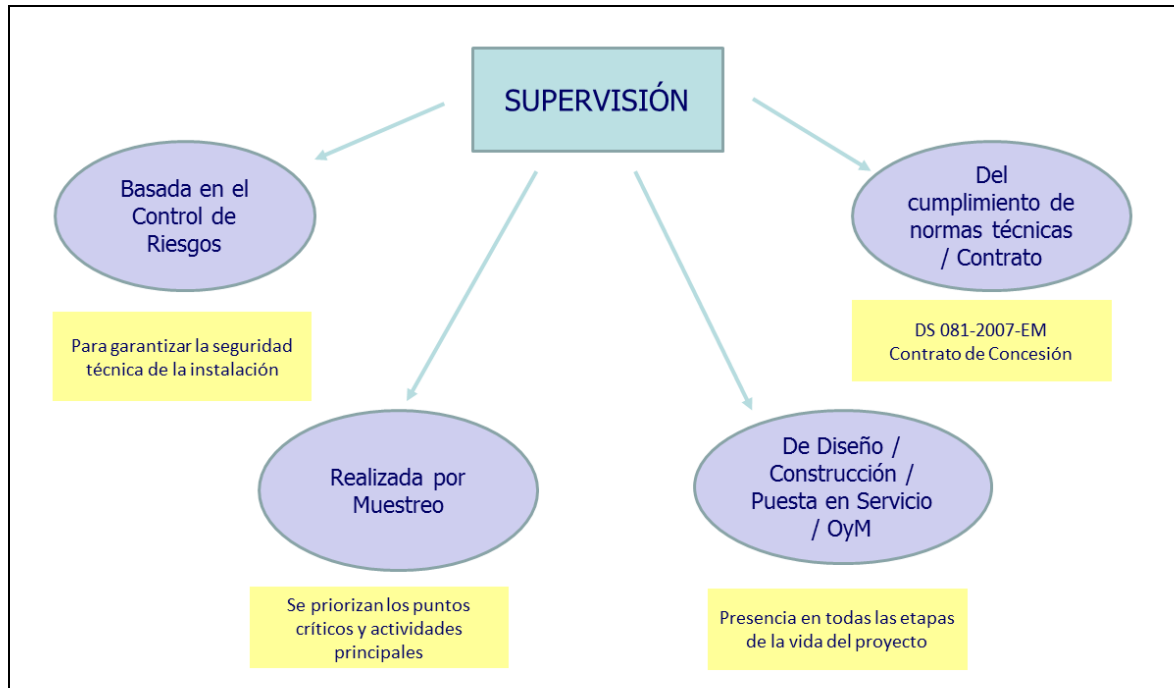 SUPERVISIÓN
Basada en el
Control de
Riesgos
Para garantizar la seguridad
técnica de la instalación
Realizada por
Muestreo
Se priorizan los puntos
críticos y actividades
principales
De Diseño /
Construcción /
Puesta en Servicio
/ OyM
Presencia en todas las etapas
de la vida del proyecto
Del
cumplimiento de
normas técnicas
/ Contrato
DS 081-2007-EM
Contrato de Concesión